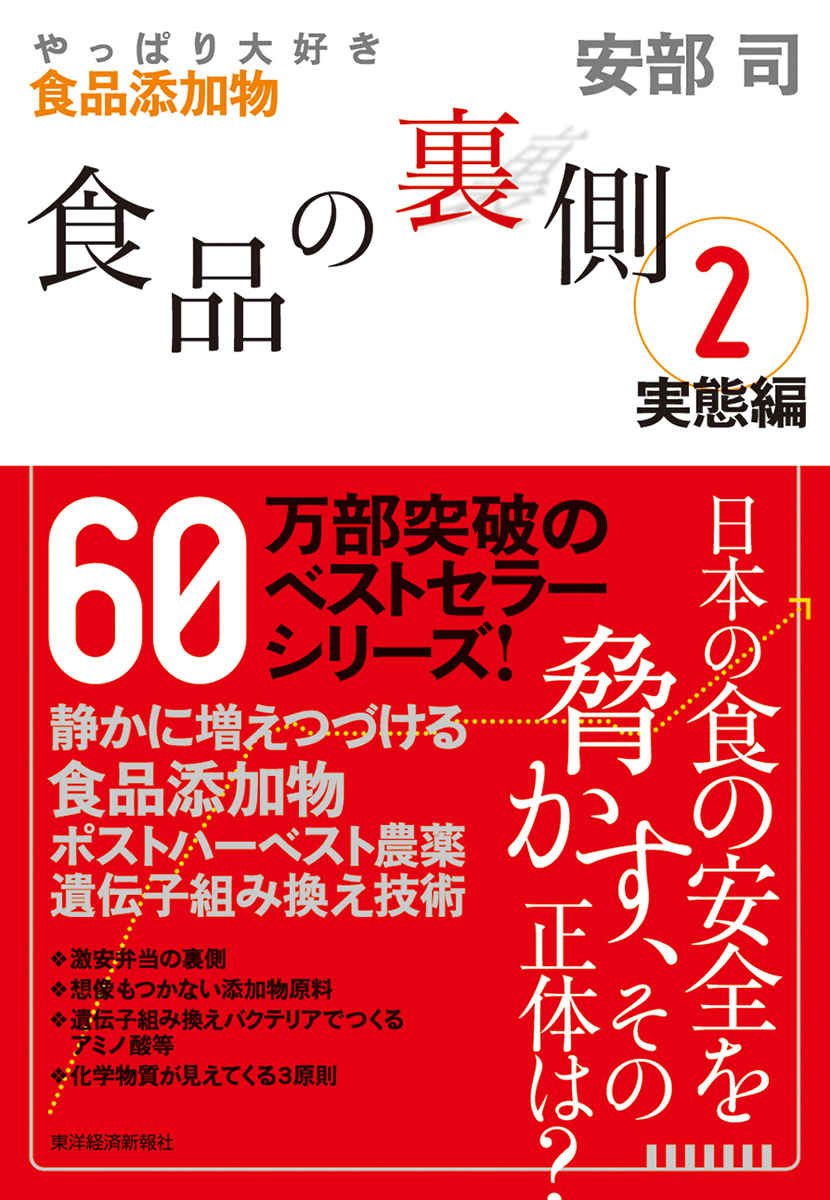 やっぱり大好き
食品添加物
安部 司
食品の裏側
2
実態編
60
万部突破の
ベストセラー
シリーズ!
日本の食の安全を
脅かす、その
正体は?
静かに増えつづける
食品添加物
ポストハーベスト農薬
遺伝子組み換え技術
❖激安弁当の裏側
❖想像もつかない添加物原料
❖遺伝子組み換えバクテリアでつくる
アミノ酸等
❖化学物質が見えてくる3原則
東洋経済新報社